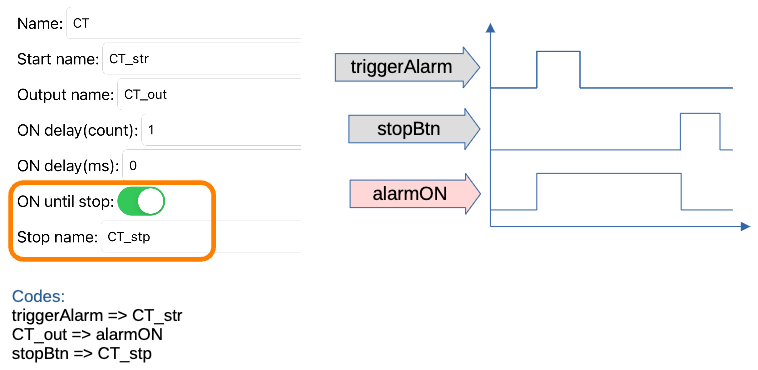 Name: CT
Start name: CT_str
Output name: CT_out
ON delay(count): 1
ON delay(ms): 0
ON until stop:
Stop name: CT_stp
triggerAlarm
stopBtn
alarmON
Codes:
triggerAlarm => CT_str
CT_out => alarmON
stopBtn => CT_stp